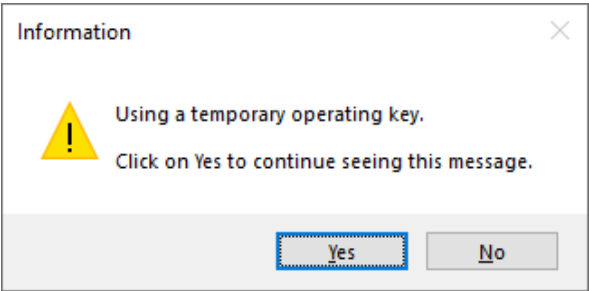 Information
Using a temporary operating key.
Click on Yes to continue seeing this message.
Yes
No